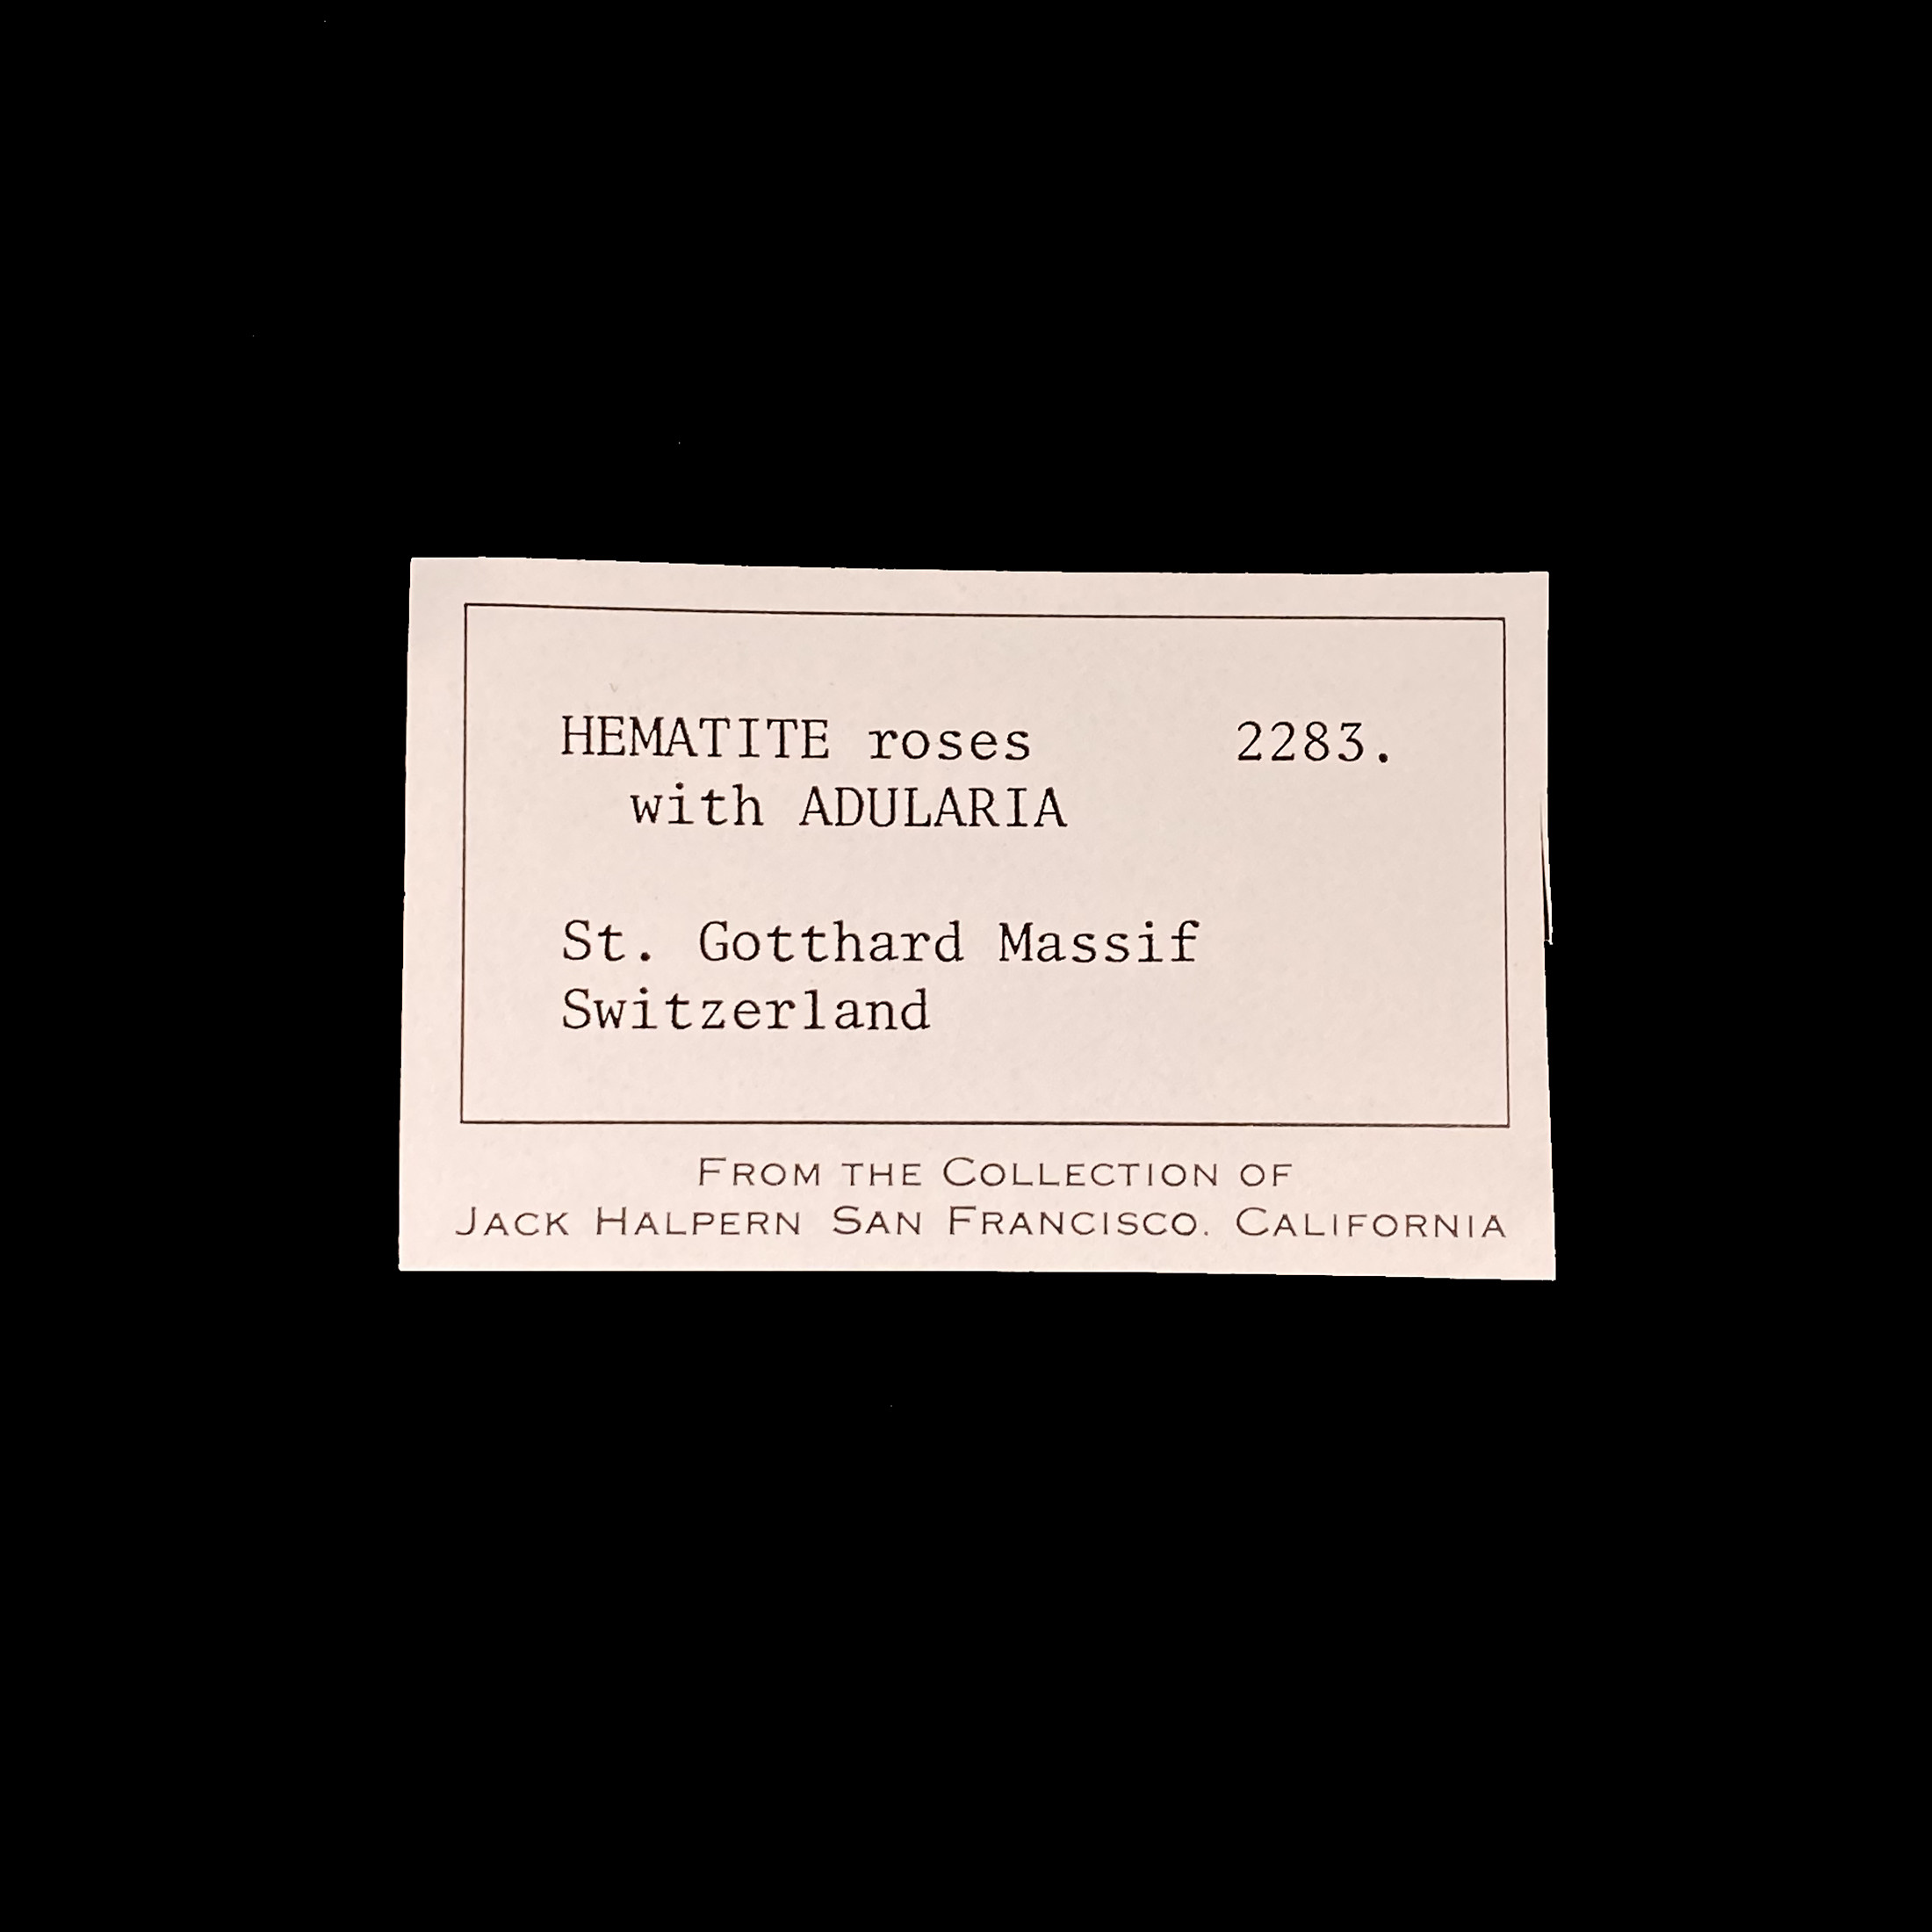 HEMATITE roses 2283.
with ADULARIA
St. Gotthard Massif
Switzerland
FROM THE COLLECTION OF
JACK HALPERN SAN FRANCISCO. CALIFORNIA